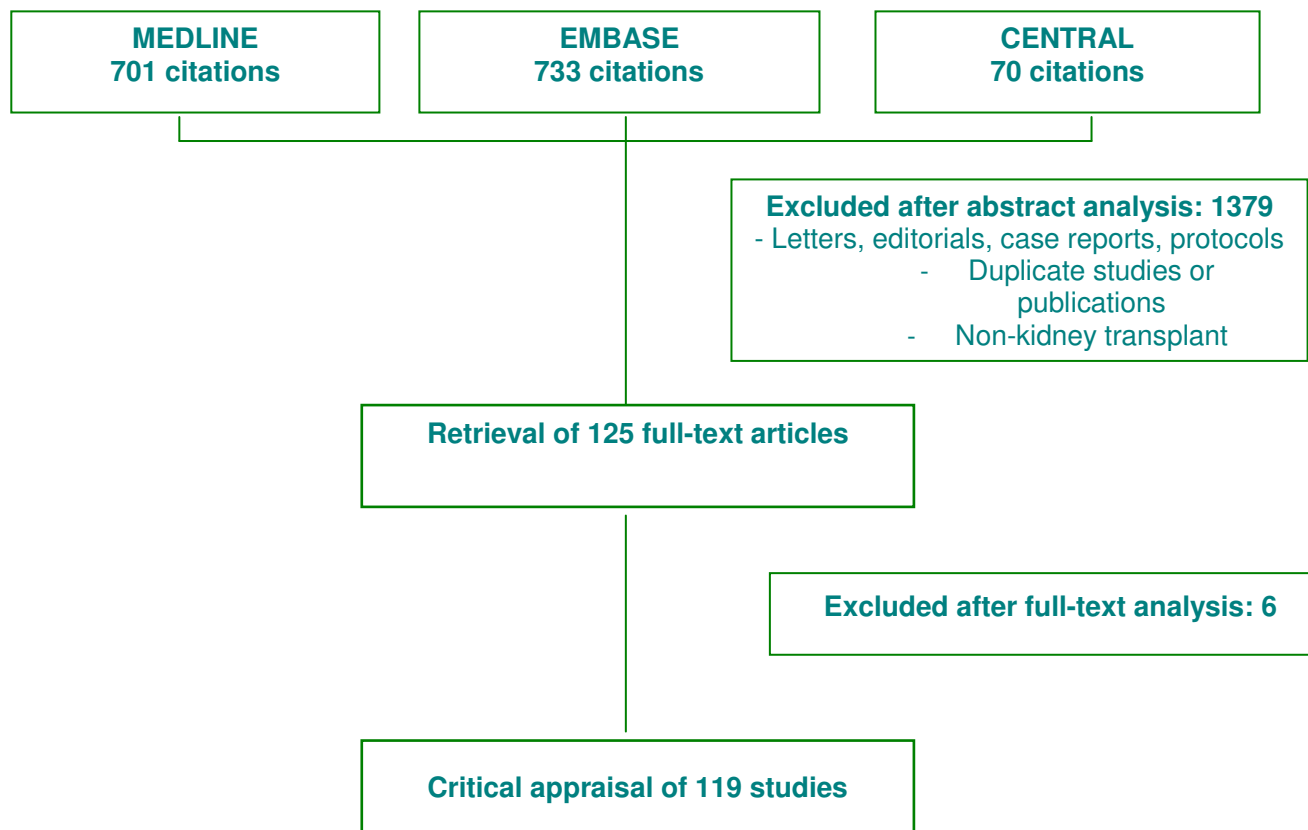 MEDLINE
701 citations
EMBASE
733 citations
CENTRAL
70 citations
Excluded after abstract analysis: 1379
- Letters, editorials, case reports, protocols
- Duplicate studies or
publications
- Non-kidney transplant
Retrieval of 125 full-text articles
Excluded after full-text analysis: 6
Critical appraisal of 119 studies